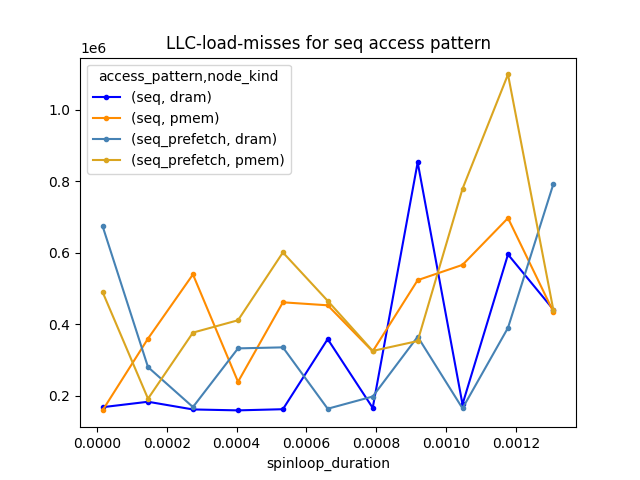 LLC-load-misses for seq access pattern
1e6
access_pattern,node_kind
(seq, dram)
(seq, pmem)
(seq_prefetch, dram)
(seq_prefetch, pmem)
1.0
0.8
0.6
0.4
0.2
0.0000 0.0002 0.0004 0.0006 0.0008 0.0010 0.0012
spinloop_duration